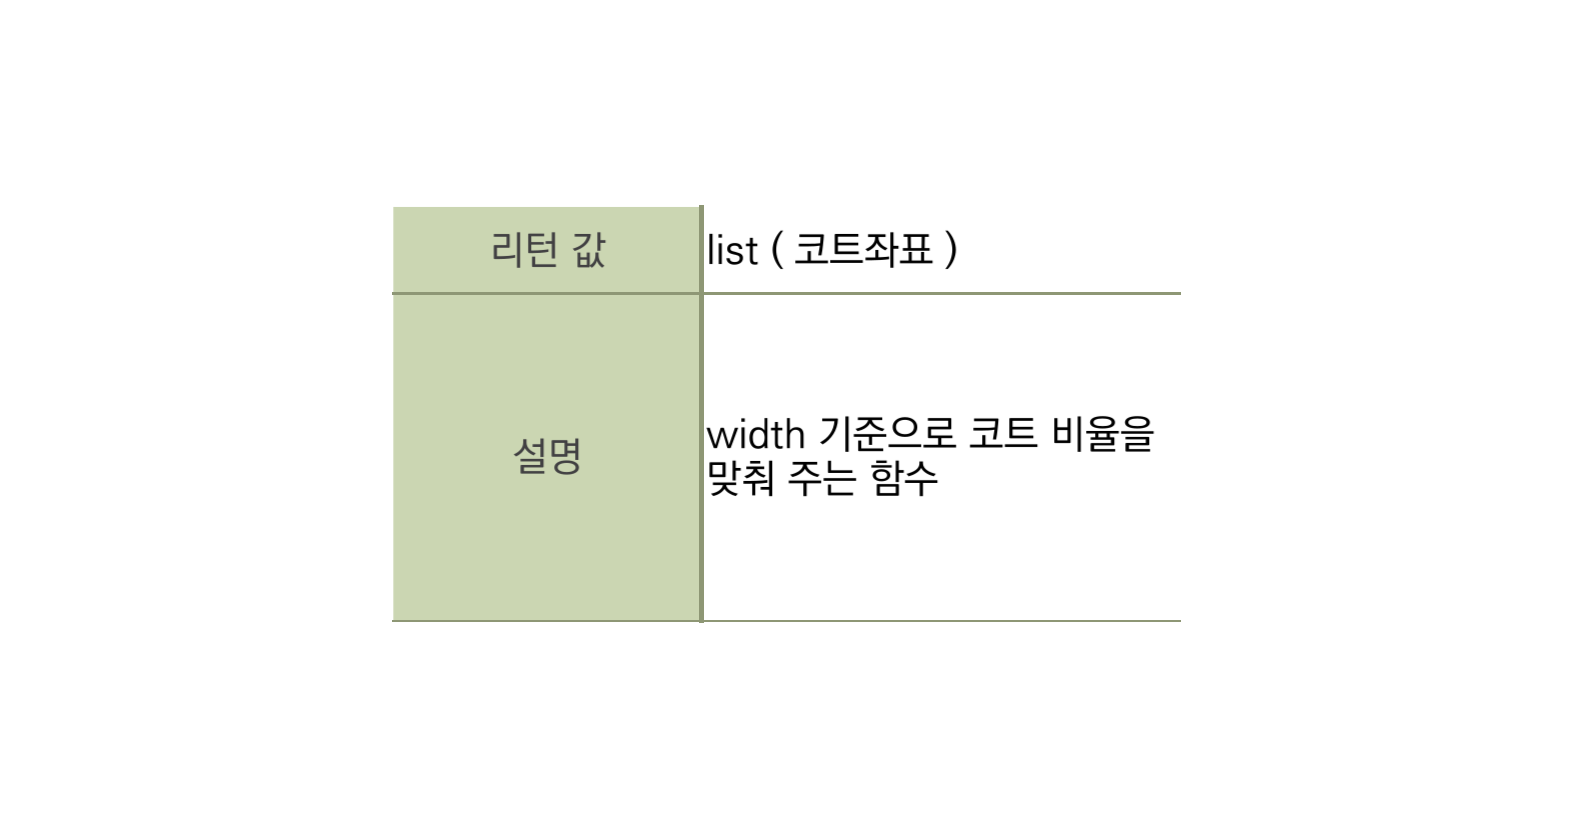 리턴 값
list ( 코트좌표 )
설명
width 기준으로 코트 비율을
맞춰 주는 함수